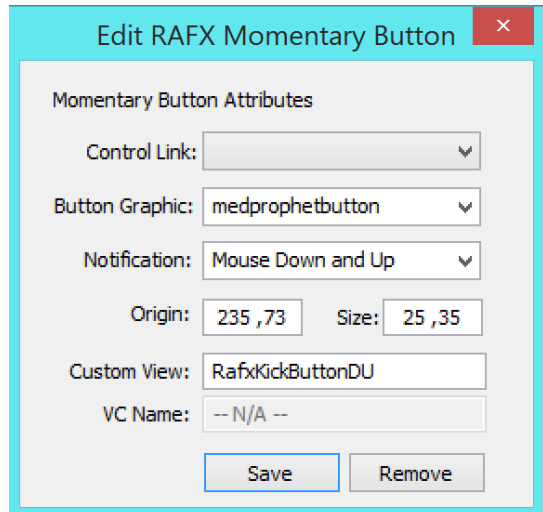 Edit RAFX Momentary Button
Momentary Button Attributes
Control Link:
Button Graphic: medprophetbutton
Notification: Mouse Down and Up
Origin: 235 ,73 Size: 25 ,35
Custom View: RafxKickButtonDU
VC Name: -- N/A --
Save Remove